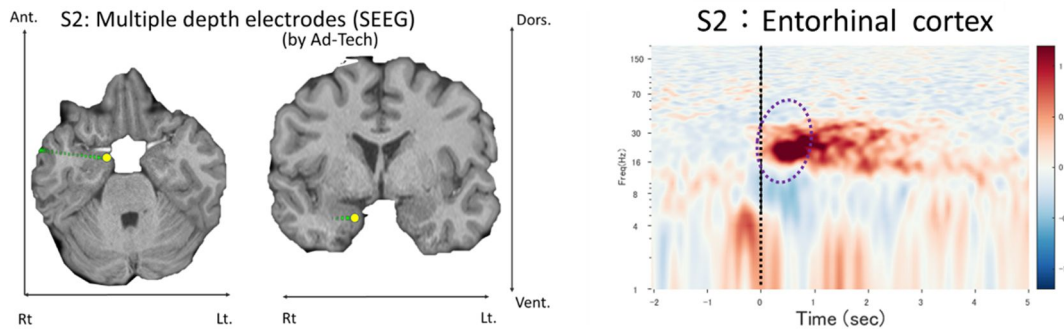 Ant.
S2: Multiple depth electrodes (SEEG)
(by Ad-Tech)
Dors.
Rt
Lt.
Rt
Lt.
Vent.
S2：Entorhinal cortex
Freq(Hz)
150
70
30
16
8
4
1
-2 -1 0 1 2 3 4 5
Time (sec)